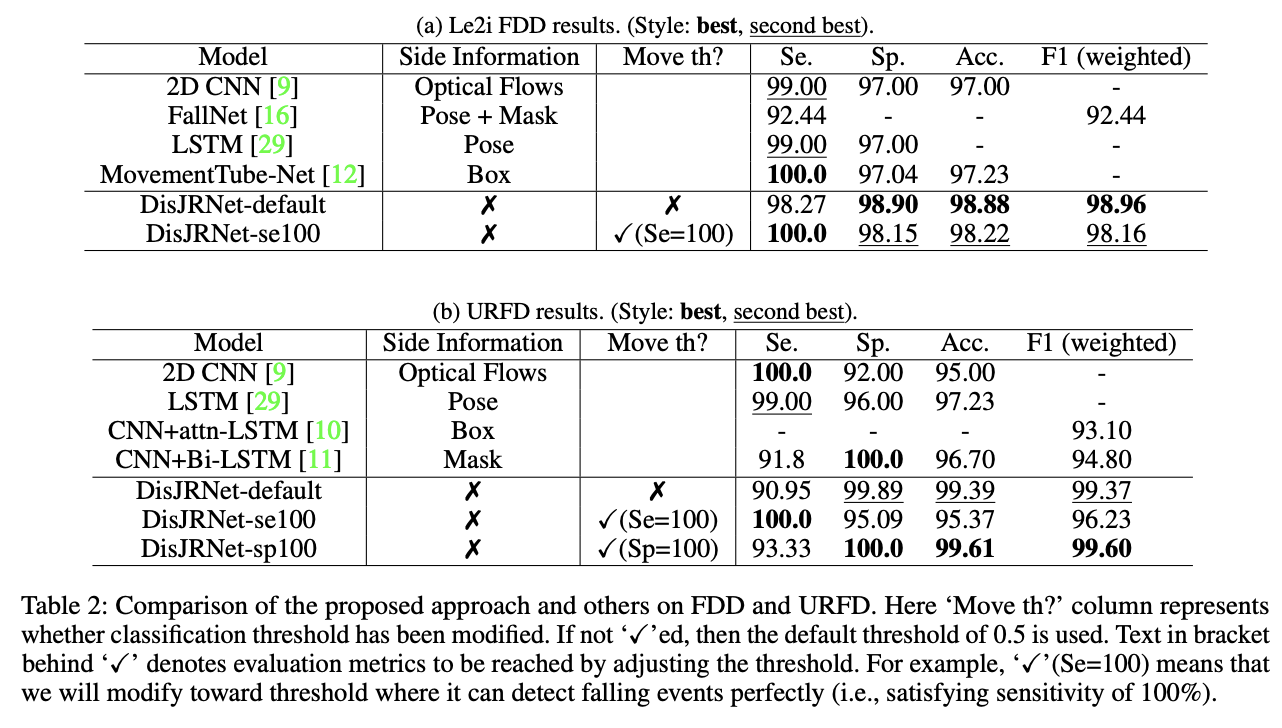 (a) Le2i FDD results. (Style: best, second best).
Model Side Information Move th? Se. Sp. Acc. F1 (weighted)
2D CNN [9] Optical Flows 99.00 97.00 97.00 -
FallNet [16] Pose + Mask 92.44 - - 92.44
LSTM [29] Pose 99.00 97.00 - -
MovementTube-Net [12] Box 100.0 97.04 97.23 -
DisJRNet-default ✗ ✗ 98.27 98.90 98.88 98.96
DisJRNet-se100 ✗ ✓(Se=100) 100.0 98.15 98.22 98.16
(b) URFD results. (Style: best, second best).
Model Side Information Move th? Se. Sp. Acc. F1 (weighted)
2D CNN [9] Optical Flows 100.0 92.00 95.00 -
LSTM [29] Pose 99.00 96.00 97.23 -
CNN+attn-LSTM [10] Box - - - 93.10
CNN+Bi-LSTM [11] Mask 91.8 100.0 96.70 94.80
DisJRNet-default ✗ ✗ 90.95 99.89 99.39 99.37
DisJRNet-se100 ✗ ✓(Se=100) 100.0 95.09 95.37 96.23
DisJRNet-sp100 ✗ ✓(Sp=100) 93.33 100.0 99.61 99.60
Table 2: Comparison of the proposed approach and others on FDD and URFD. Here ‘Move th?’ column represents
whether classification threshold has been modified. If not ‘✓’ed, then the default threshold of 0.5 is used. Text in bracket
behind ‘✓’ denotes evaluation metrics to be reached by adjusting the threshold. For example, ‘✓’(Se=100) means that
we will modify toward threshold where it can detect falling events perfectly (i.e., satisfying sensitivity of 100%).